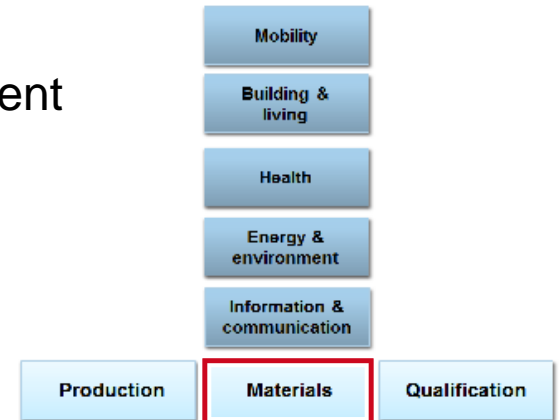 Mobility
ent
Building &
living
Health
Energy &
environment
Information &
communication
Production Materials Qualification